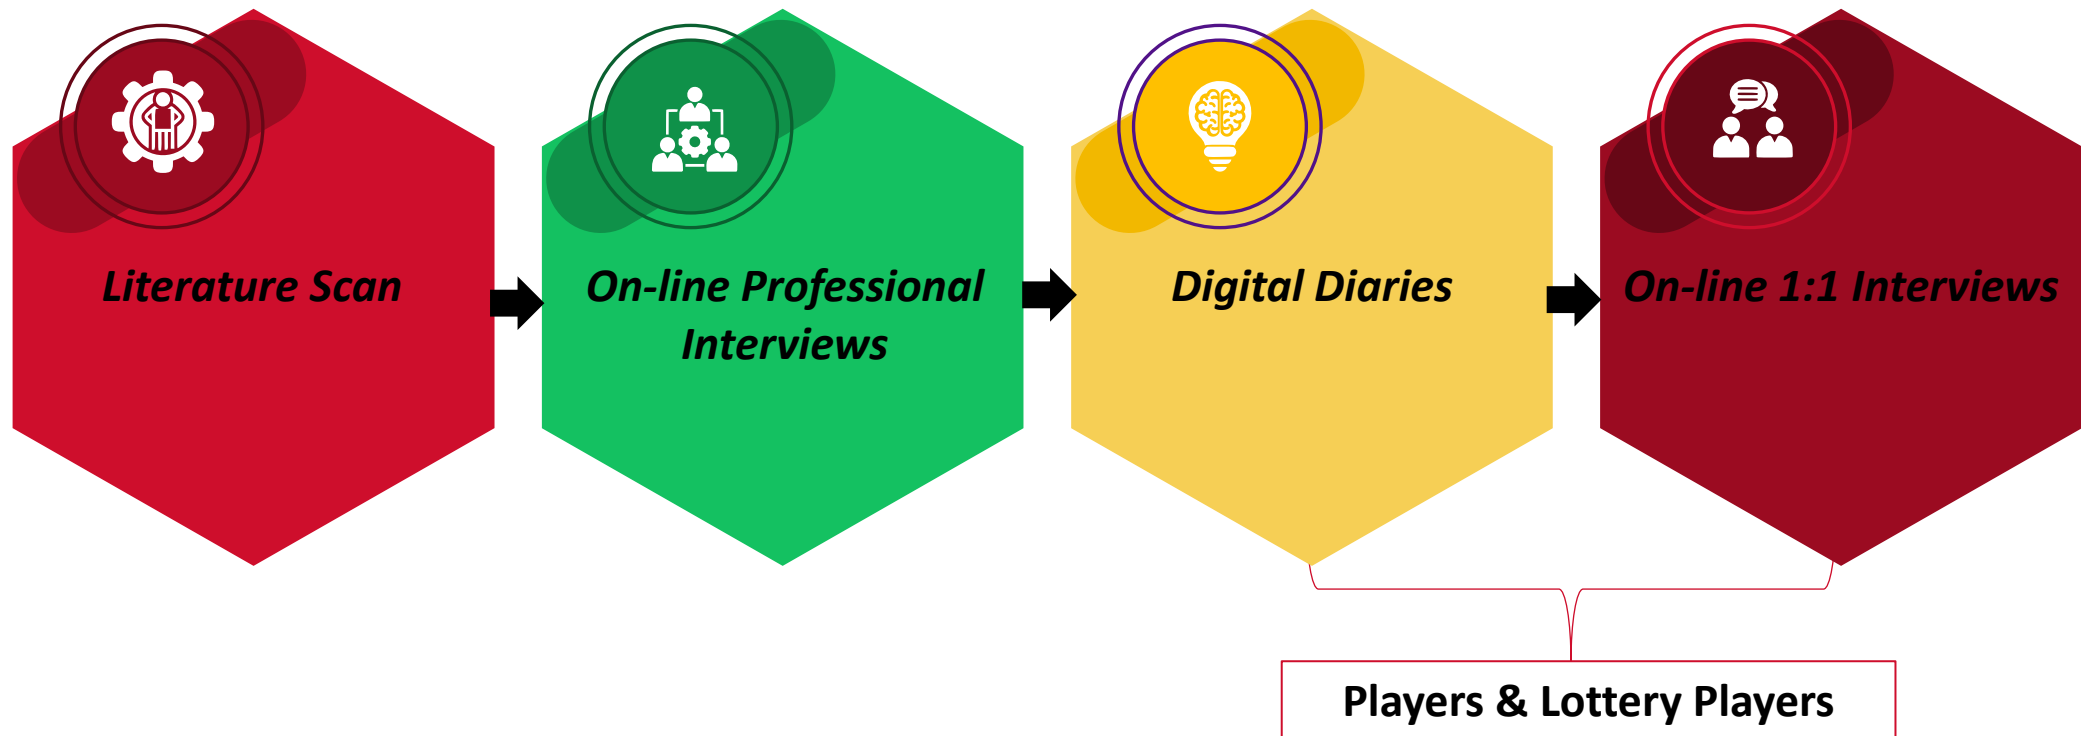 Literature Scan
On-line Professional
Interviews
Digital Diaries
On-line 1:1 Interviews
Players & Lottery Players